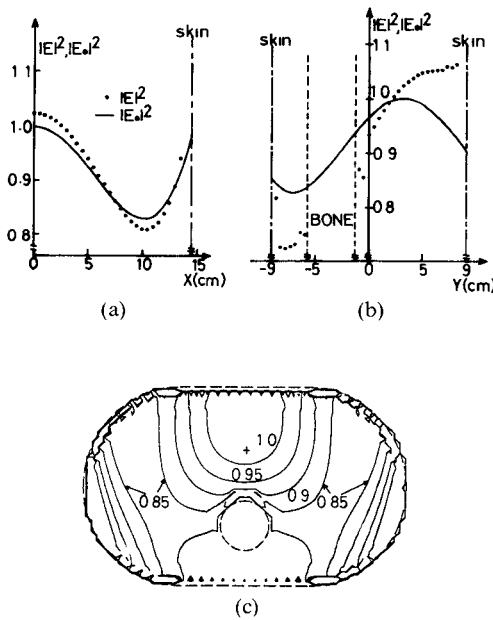 |E|²,|E₀|²
skin
1.1
• |E|²
— |E₀|²
1.0
0.9
0.8
0 5 10 15
X(cm)
(a)
|E|²,|E₀|²
skin
skin
1.1
1.0
0.9
BONE
0.8
-9 -5 0 5 9
Y(cm)
(b)
+ 1.0
0.95
0.9
0.85
0.85
(c)